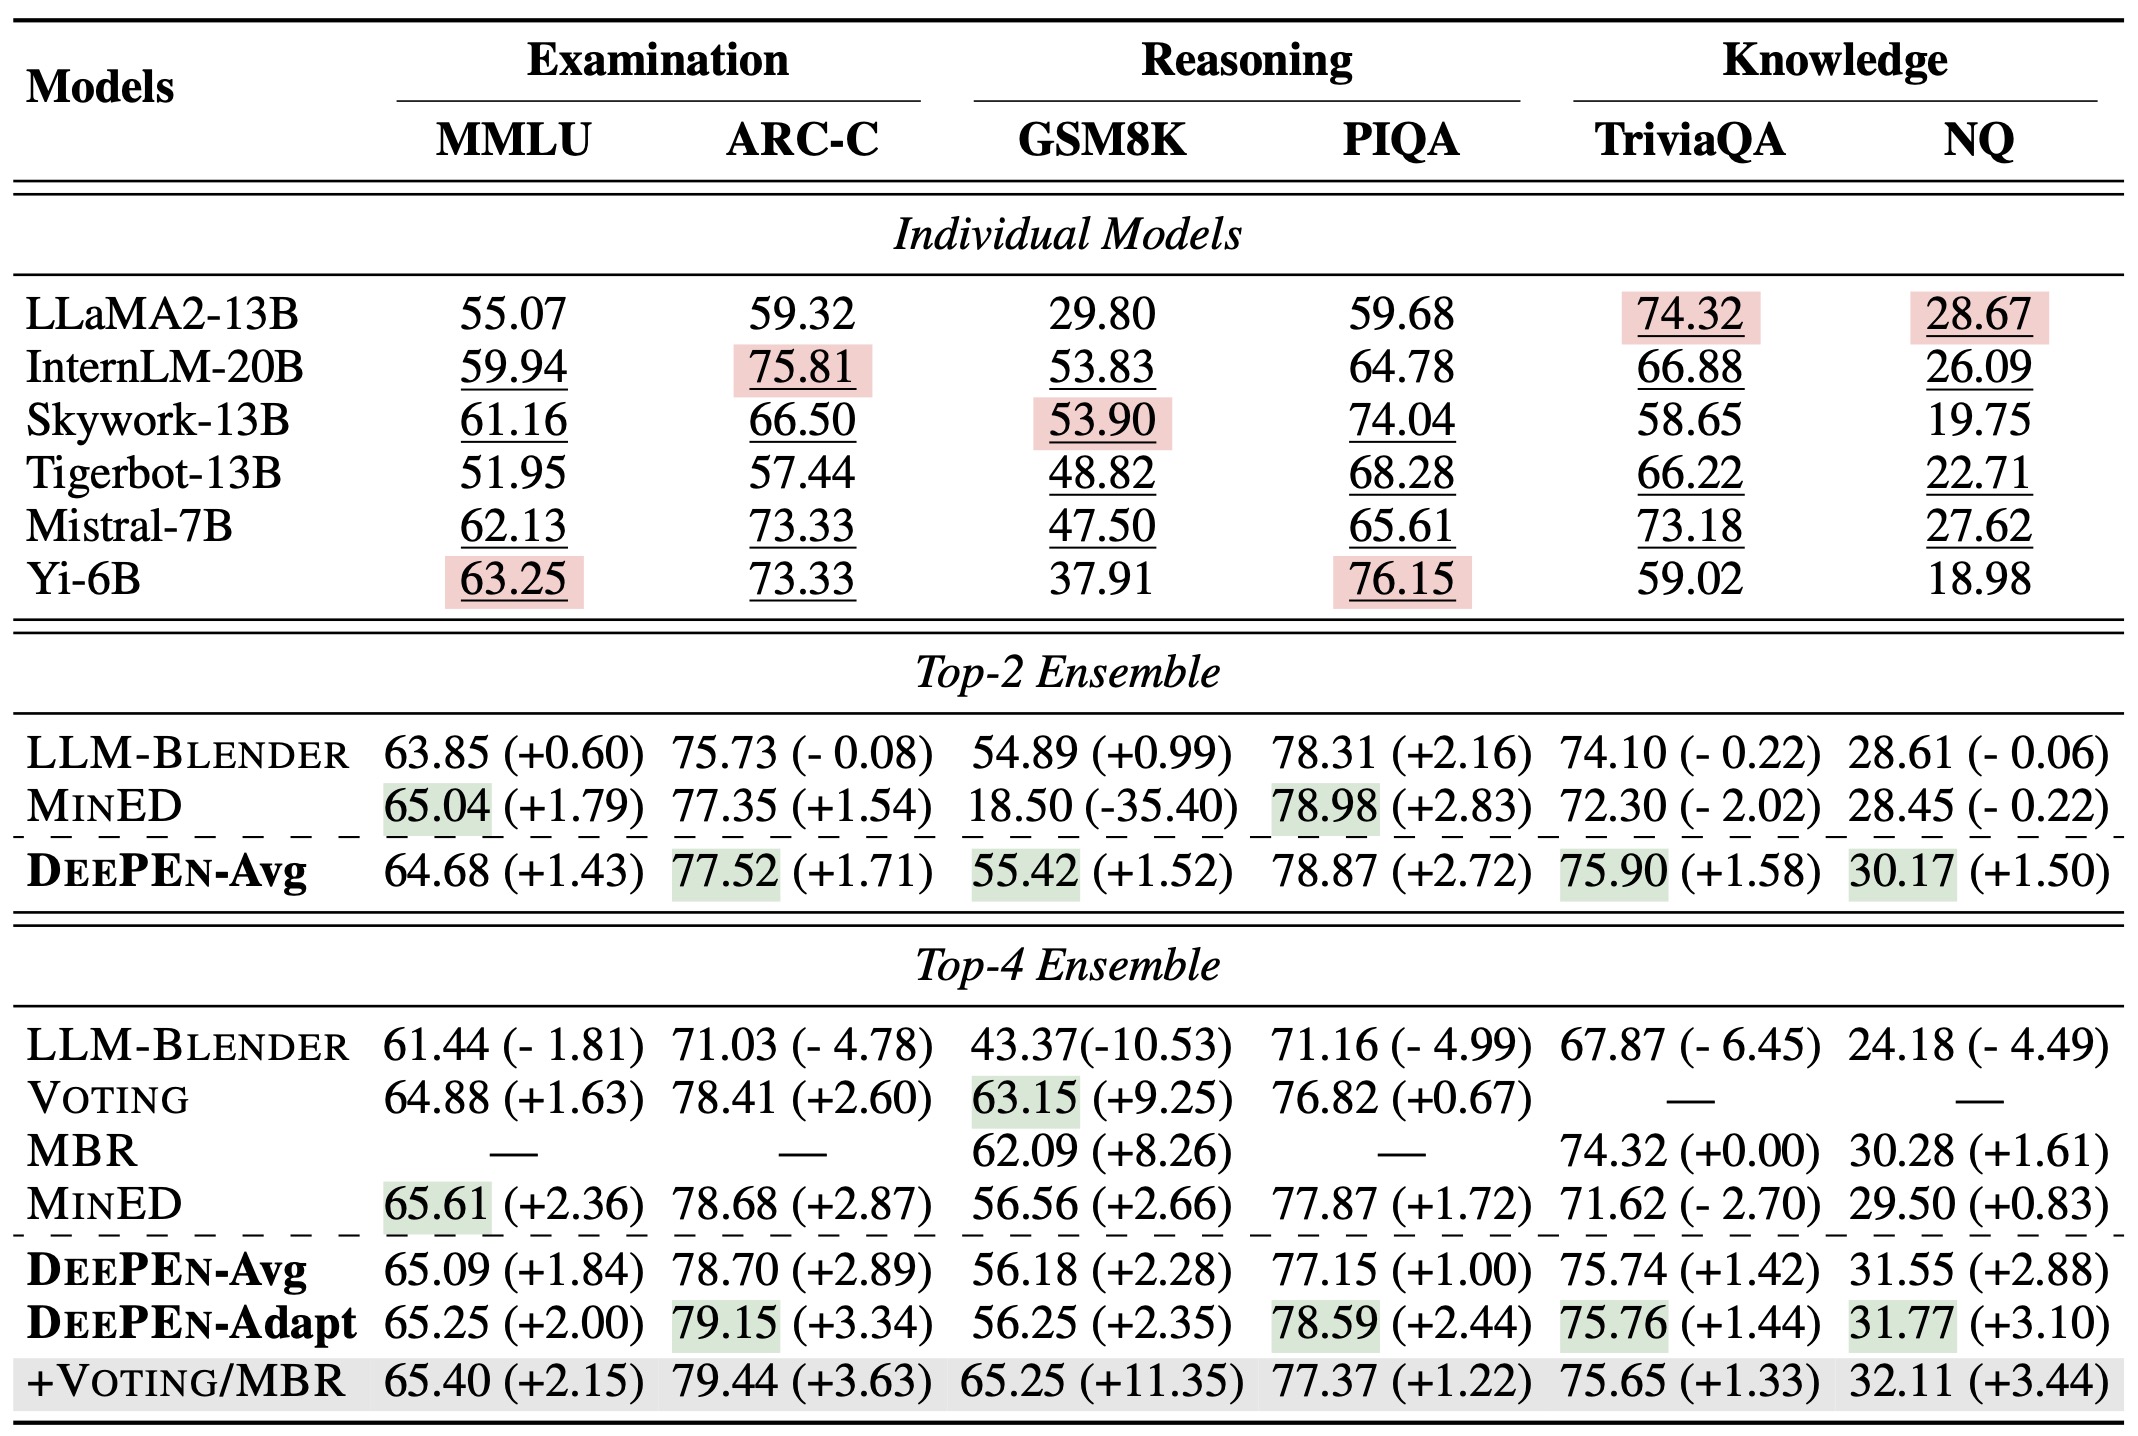 Models Examination Reasoning Knowledge
MMLU ARC-C GSM8K PIQA TriviaQA NQ
Individual Models
LLaMA2-13B 55.07 59.32 29.80 59.68 74.32 28.67
InternLM-20B 59.94 75.81 53.83 64.78 66.88 26.09
Skywork-13B 61.16 66.50 53.90 74.04 58.65 19.75
Tigerbot-13B 51.95 57.44 48.82 68.28 66.22 22.71
Mistral-7B 62.13 73.33 47.50 65.61 73.18 27.62
Yi-6B 63.25 73.33 37.91 76.15 59.02 18.98
Top-2 Ensemble
LLM-BLENDER 63.85 (+0.60) 75.73 (- 0.08) 54.89 (+0.99) 78.31 (+2.16) 74.10 (- 0.22) 28.61 (- 0.06)
MINED 65.04 (+1.79) 77.35 (+1.54) 18.50 (-35.40) 78.98 (+2.83) 72.30 (- 2.02) 28.45 (- 0.22)
DEEPEN-Avg 64.68 (+1.43) 77.52 (+1.71) 55.42 (+1.52) 78.87 (+2.72) 75.90 (+1.58) 30.17 (+1.50)
Top-4 Ensemble
LLM-BLENDER 61.44 (- 1.81) 71.03 (- 4.78) 43.37(-10.53) 71.16 (- 4.99) 67.87 (- 6.45) 24.18 (- 4.49)
VOTING 64.88 (+1.63) 78.41 (+2.60) 63.15 (+9.25) 76.82 (+0.67) — —
MBR — — 62.09 (+8.26) — 74.32 (+0.00) 30.28 (+1.61)
MINED 65.61 (+2.36) 78.68 (+2.87) 56.56 (+2.66) 77.87 (+1.72) 71.62 (- 2.70) 29.50 (+0.83)
DEEPEN-Avg 65.09 (+1.84) 78.70 (+2.89) 56.18 (+2.28) 77.15 (+1.00) 75.74 (+1.42) 31.55 (+2.88)
DEEPEN-Adapt 65.25 (+2.00) 79.15 (+3.34) 56.25 (+2.35) 78.59 (+2.44) 75.76 (+1.44) 31.77 (+3.10)
+VOTING/MBR 65.40 (+2.15) 79.44 (+3.63) 65.25 (+11.35) 77.37 (+1.22) 75.65 (+1.33) 32.11 (+3.44)